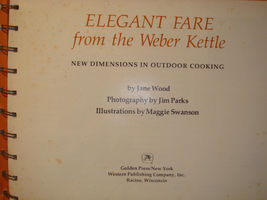 ELEGANT FARE
from the Weber Kettle
NEW DIMENSIONS IN OUTDOOR COOKING
by Jane Wood
Photography by Jim Parks
Illustrations by Maggie Swanson
Golden Press/New York
Western Publishing Company, Inc.
Racine, Wisconsin